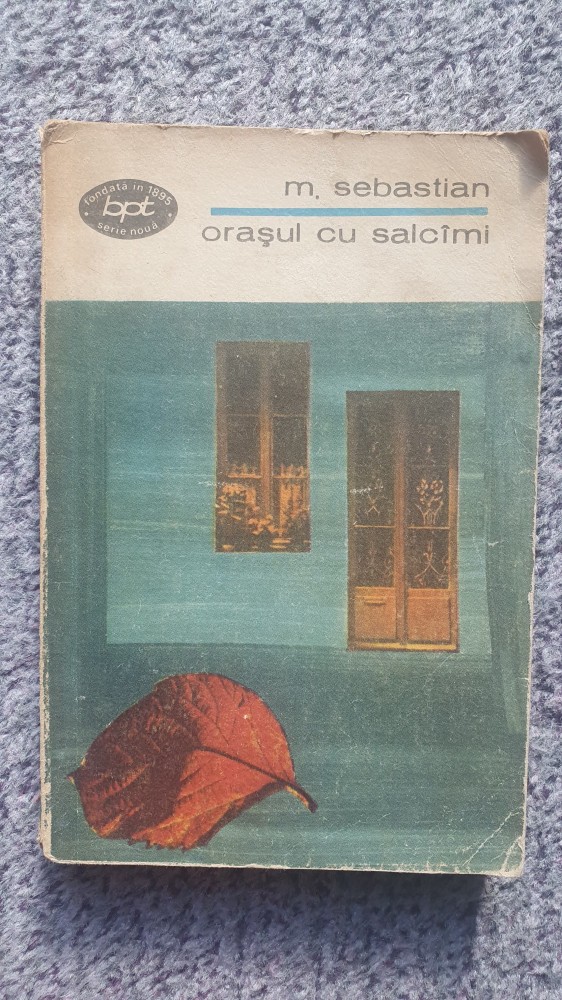 fondată în 1895
bpt
serie nouă
m. sebastian
orașul cu salcîmi